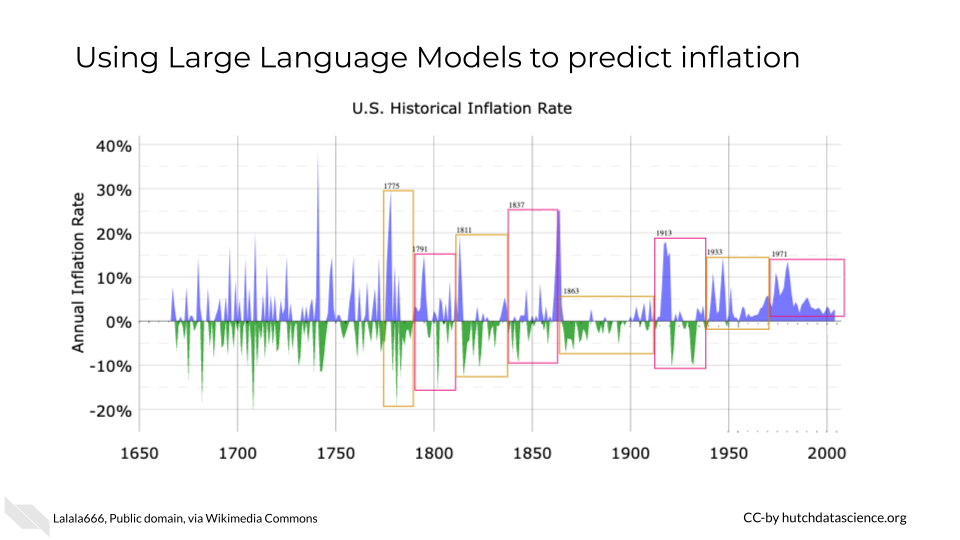 Using Large Language Models to predict inflation
U.S. Historical Inflation Rate
Annual Inflation Rate
40%
30%
20%
10%
0%
-10%
-20%
1775
1791
1811
1837
1863
1913
1933
1971
1650 1700 1750 1800 1850 1900 1950 2000
Lalala666, Public domain, via Wikimedia Commons
CC-by hutchdatascience.org